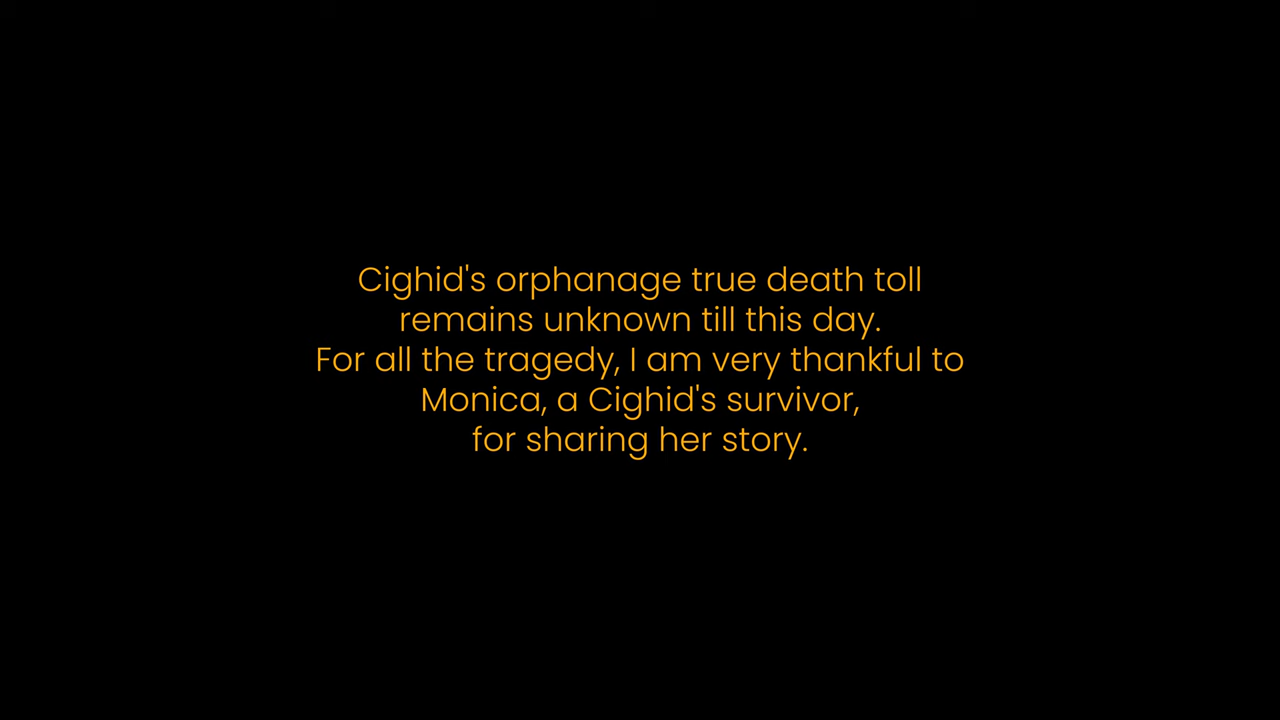 Cighid's orphanage true death toll
remains unknown till this day.
For all the tragedy, I am very thankful to
Monica, a Cighid's survivor,
for sharing her story.